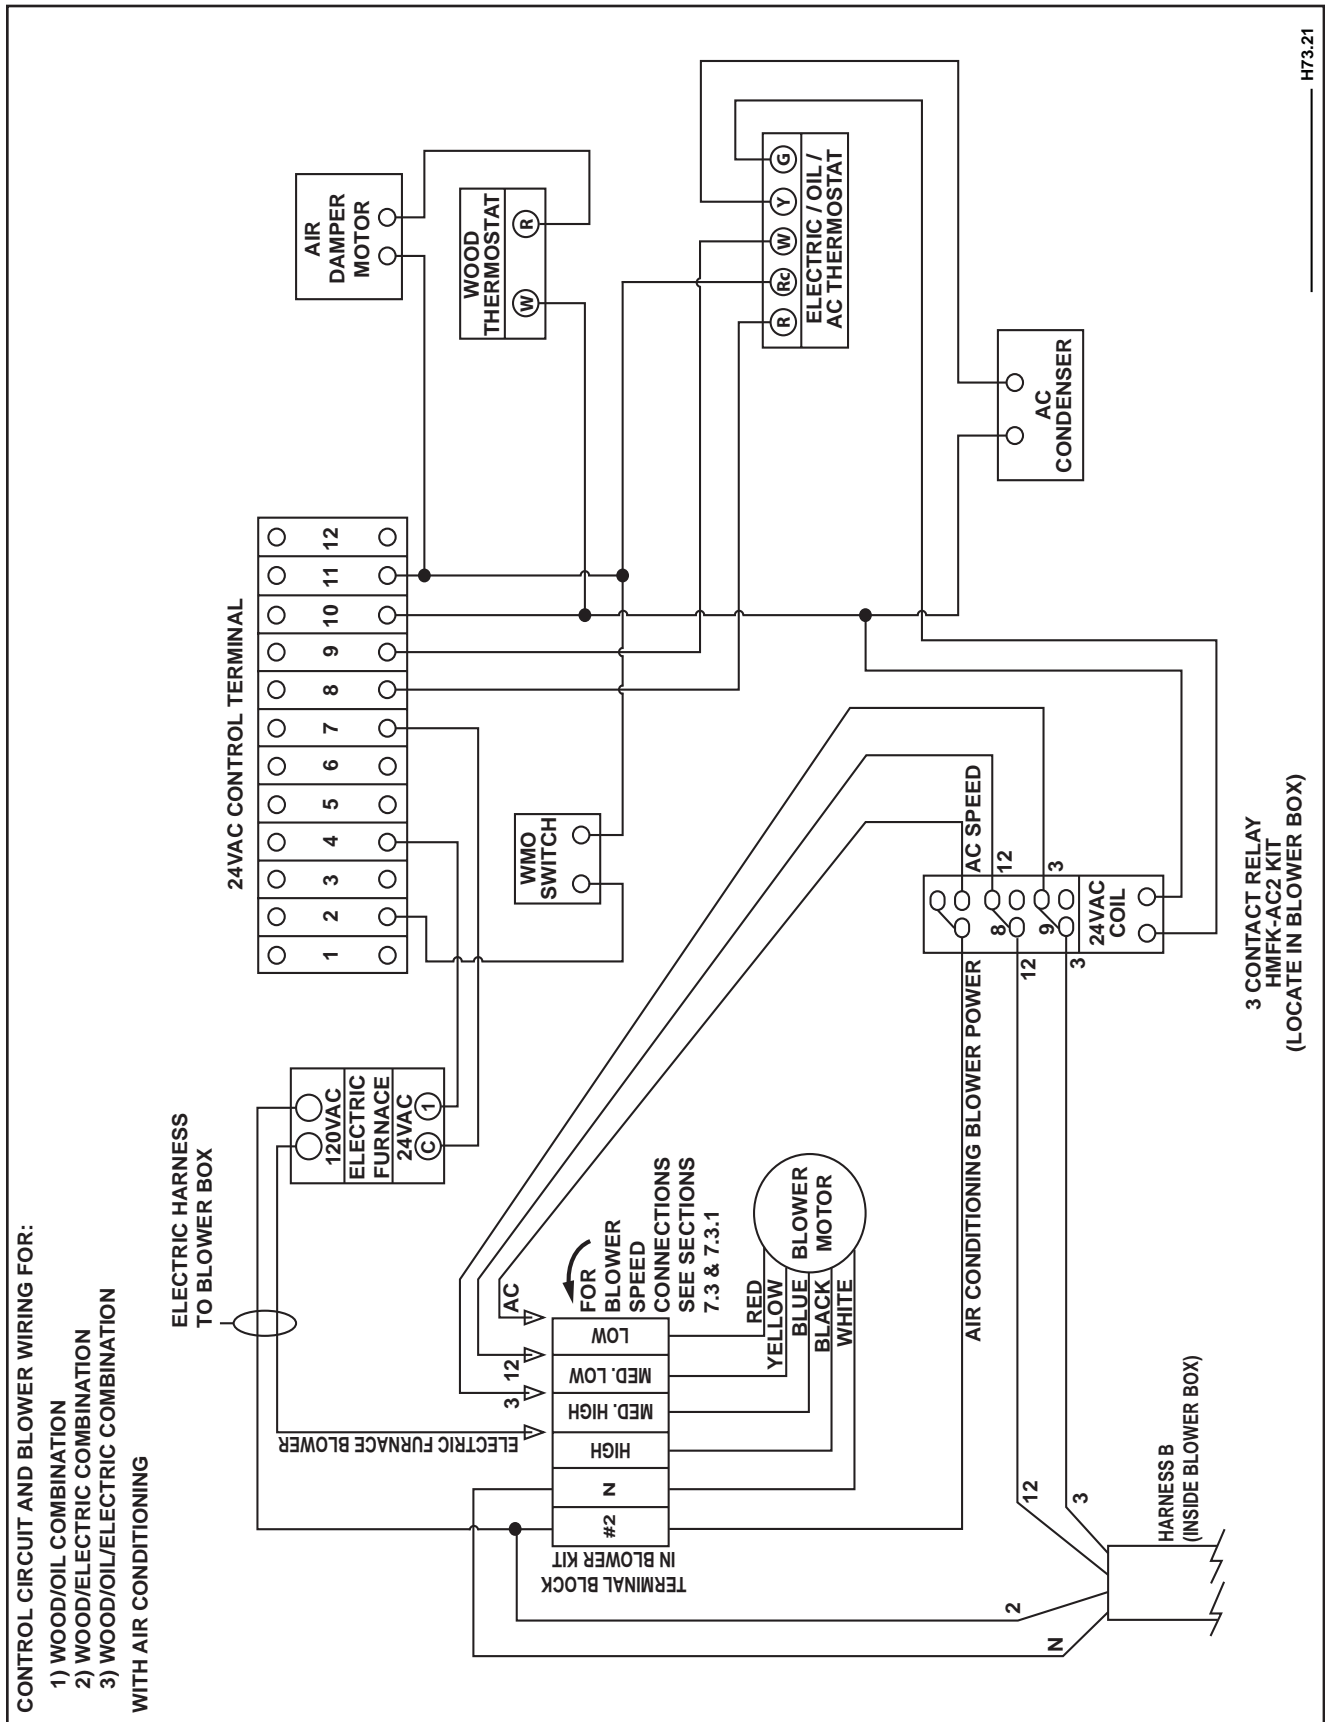 CONTROL CIRCUIT AND BLOWER WIRING FOR:
1) WOOD/OIL COMBINATION
2) WOOD/ELECTRIC COMBINATION
3) WOOD/OIL/ELECTRIC COMBINATION
WITH AIR CONDITIONING
ELECTRIC HARNESS
TO BLOWER BOX
120VAC
ELECTRIC
FURNACE
24VAC
C
1
24VAC CONTROL TERMINAL
1
2
3
4
5
6
7
8
9
10
11
12
AIR
DAMPER
MOTOR
WOOD
THERMOSTAT
W
R
WMO
SWITCH
R
Rc
W
Y
G
ELECTRIC / OIL /
AC THERMOSTAT
AC
CONDENSER
ELECTRIC FURNACE BLOWER
3
12
AC
FOR
BLOWER
SPEED
CONNECTIONS
SEE SECTIONS
7.3 & 7.3.1
#2
N
HIGH
MED. HIGH
MED. LOW
LOW
TERMINAL BLOCK
IN BLOWER KIT
RED
YELLOW
BLUE
BLACK
WHITE
BLOWER
MOTOR
AIR CONDITIONING BLOWER POWER
AC SPEED
12
3
8
9
12
3
24VAC
COIL
3 CONTACT RELAY
HMFK-AC2 KIT
(LOCATE IN BLOWER BOX)
N
2
12
3
HARNESS B
(INSIDE BLOWER BOX)
H73.21